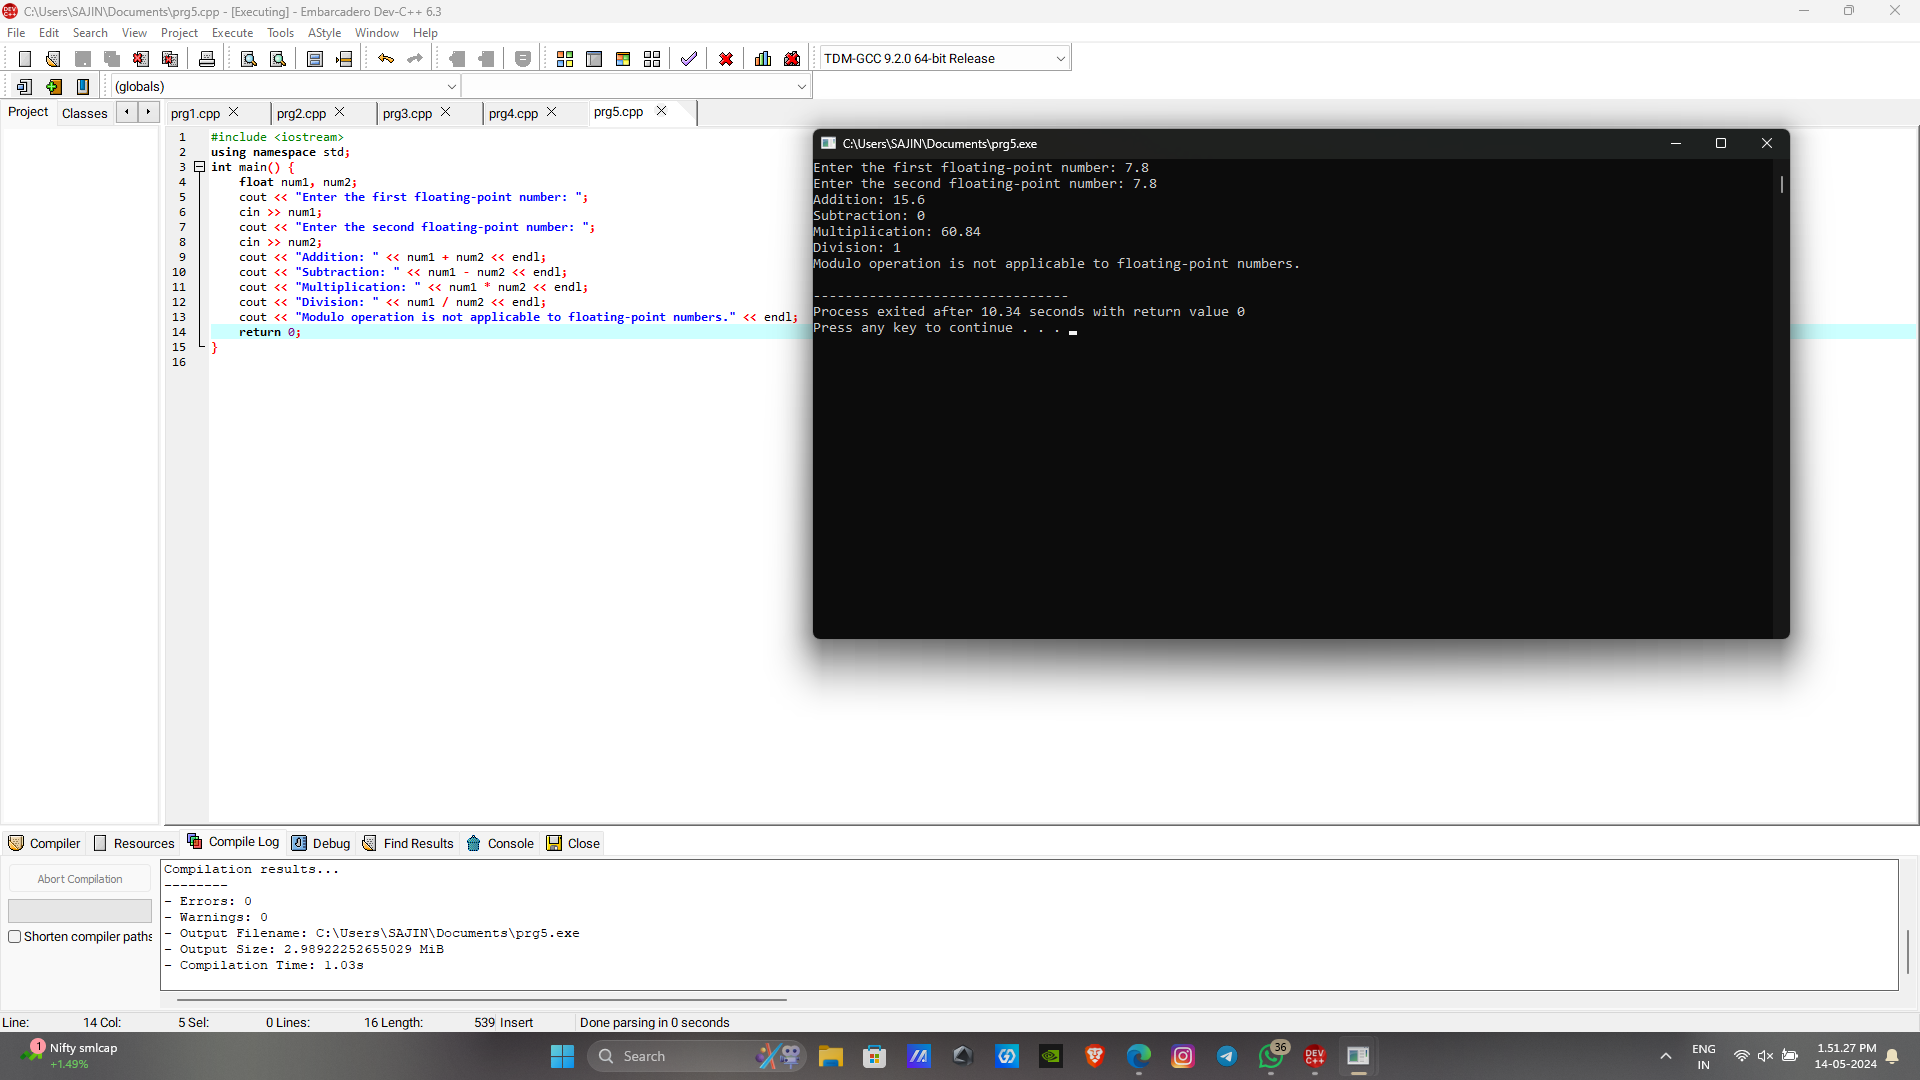 C:\Users\SAJIN\Documents\prg5.cpp - [Executing] - Embarcadero Dev-C++ 6.3
File Edit Search View Project Execute Tools AStyle Window Help
TDM-GCC 9.2.0 64-bit Release
(globals)
Project Classes prg1.cpp prg2.cpp prg3.cpp prg4.cpp prg5.cpp
1 #include <iostream>
2 using namespace std;
3 int main() {
4 float num1, num2;
5 cout << "Enter the first floating-point number: ";
6 cin >> num1;
7 cout << "Enter the second floating-point number: ";
8 cin >> num2;
9 cout << "Addition: " << num1 + num2 << endl;
10 cout << "Subtraction: " << num1 - num2 << endl;
11 cout << "Multiplication: " << num1 * num2 << endl;
12 cout << "Division: " << num1 / num2 << endl;
13 cout << "Modulo operation is not applicable to floating-point numbers." << endl;
14 return 0;
15 }
16
C:\Users\SAJIN\Documents\prg5.exe
Enter the first floating-point number: 7.8
Enter the second floating-point number: 7.8
Addition: 15.6
Subtraction: 0
Multiplication: 60.84
Division: 1
Modulo operation is not applicable to floating-point numbers.
--------------------------------
Process exited after 10.34 seconds with return value 0
Press any key to continue . . .
Compiler Resources Compile Log Debug Find Results Console Close
Abort Compilation
Shorten compiler paths
Compilation results...
--------
- Errors: 0
- Warnings: 0
- Output Filename: C:\Users\SAJIN\Documents\prg5.exe
- Output Size: 2.98922252655029 MiB
- Compilation Time: 1.03s
Line: 14 Col: 5 Sel: 0 Lines: 16 Length: 539 Insert Done parsing in 0 seconds
1
Nifty smlcap
+1.49%
Search
36
DEV C++
ENG
IN
1.51.27 PM
14-05-2024